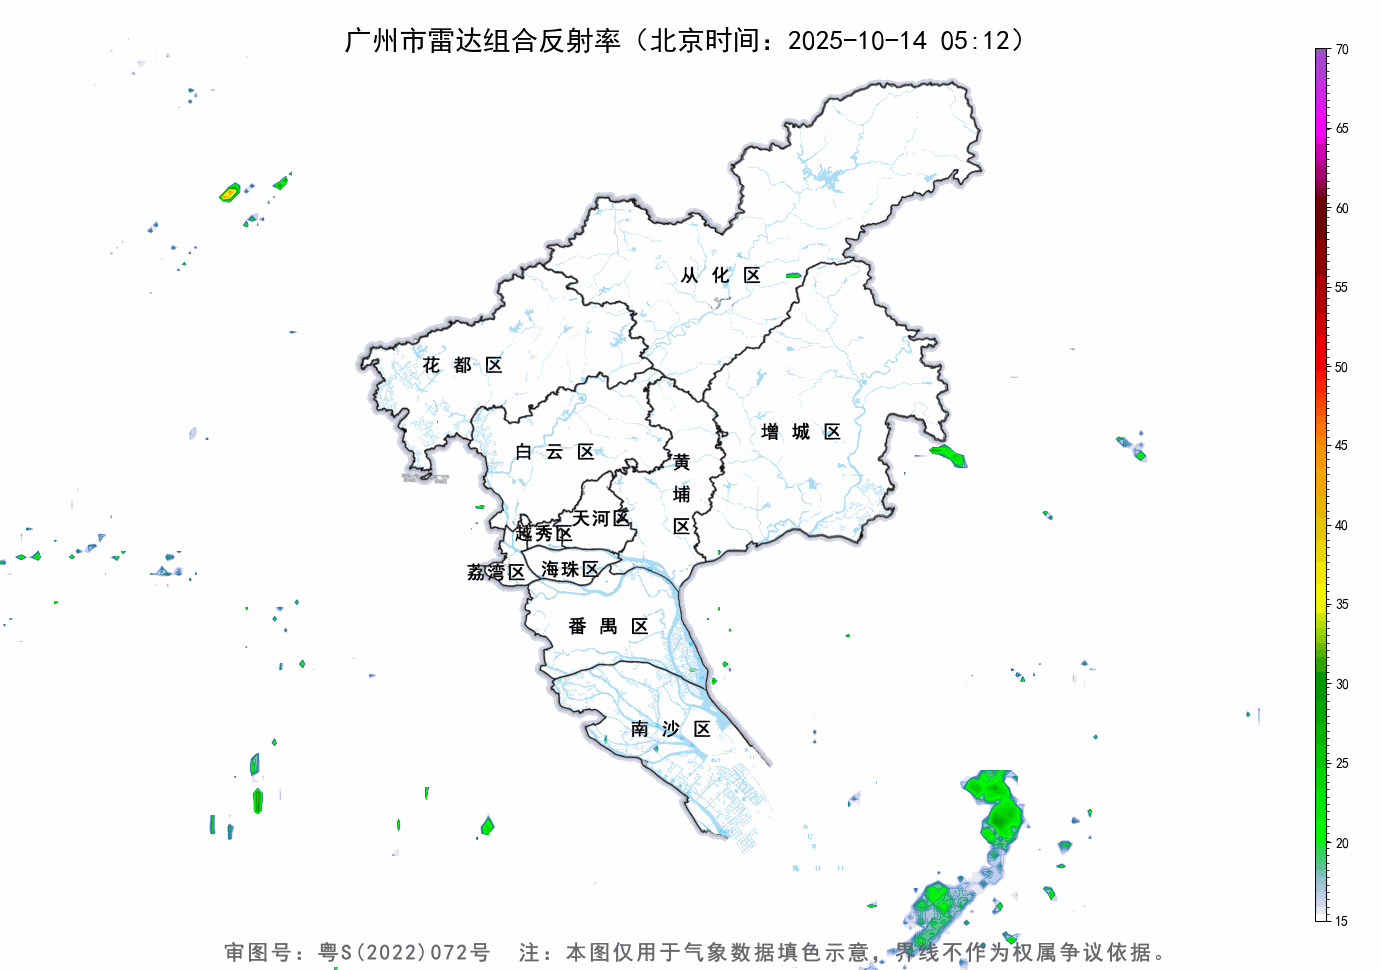 广州市雷达组合反射率（北京时间：2025-10-14 05:12）
70
65
60
55
50
45
40
35
30
25
20
15
从化区
花都区
增城区
白云区
黄埔区
天河区
越秀区
荔湾区
海珠区
番禺区
南沙区
审图号：粤S(2022)072号 注：本图仅用于气象数据填色示意，界线不作为权属争议依据。